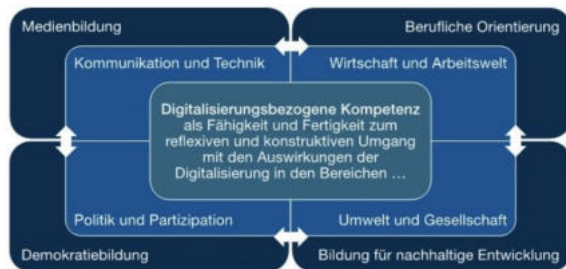 Medienbildung
Berufliche Orientierung
Kommunikation und Technik
Wirtschaft und Arbeitswelt
Digitalisierungsbezogene Kompetenz
als Fähigkeit und Fertigkeit zum
reflexiven und konstruktiven Umgang
mit den Auswirkungen der
Digitalisierung in den Bereichen ...
Politik und Partizipation
Umwelt und Gesellschaft
Demokratiebildung
Bildung für nachhaltige Entwicklung